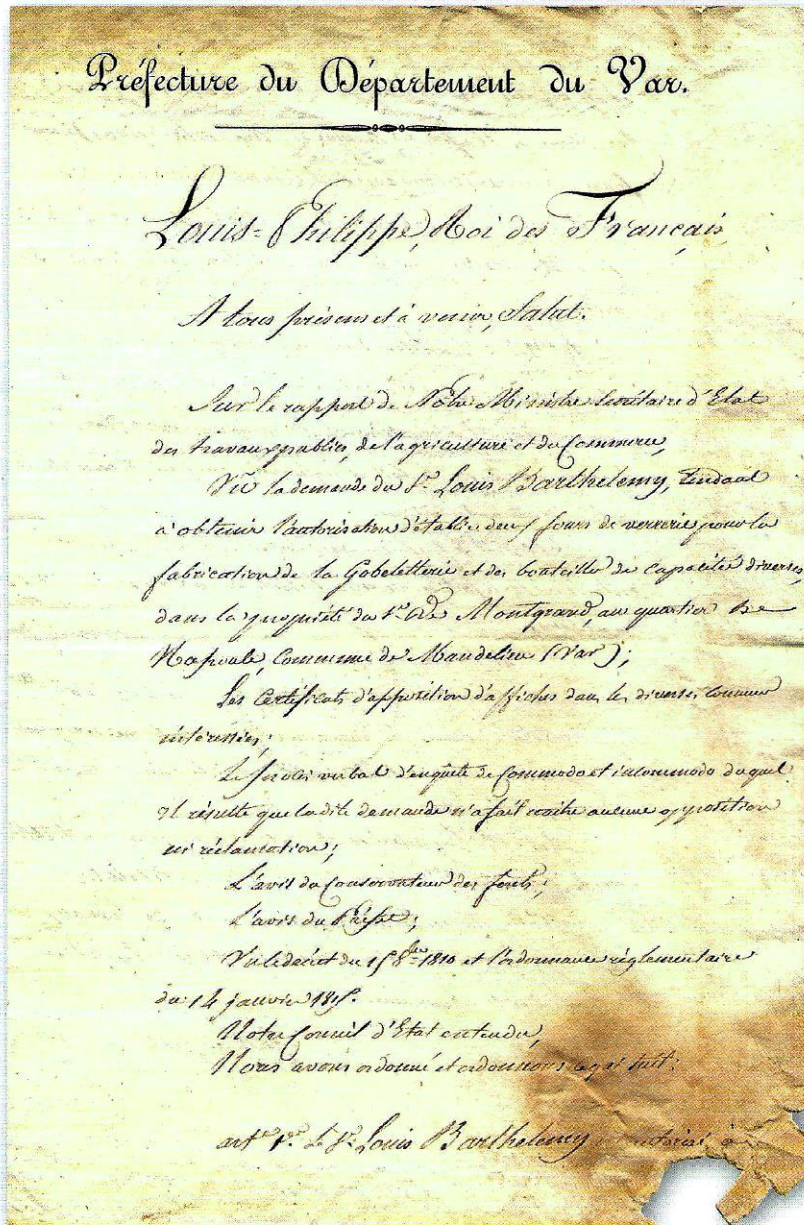 Préfecture du Département du Var.
Louis=Philippe, Roi des Français,
A tous présens et à venir, Salut.
Sur le rapport de Notre Ministre Secrétaire d'Etat
des travaux publics, de l'agriculture et du Commerce,
Vu la demande du Sr. Louis Barthelemy, tendant
à obtenir l'autorisation d'établir deux fours de verrerie pour la
fabrication de la Gobeletterie et des bouteilles de capacités diverses,
dans la propriété du Sr. de Montgrand, au quartier de
Napoule, Commune de Mandelieu (Var);
Les Certificats d'apposition d'affiches dans les diverses communes
intéressées;
Le procès verbal d'enquête de Commodo et incommodo duquel
Il résulte que la dite demande n'a fait naître aucune opposition
ni réclamation;
L'avis du Conservateur des forêts;
L'avis du Préfet;
Vu le décret du 15 8bre 1810 et l'ordonnance réglementaire
du 14 janvier 1815.
Notre Conseil d'Etat entendu,
Nous avons ordonné et ordonnons ce qui suit:
art. 1er. Le Sr. Louis Barthelemy autorisé à